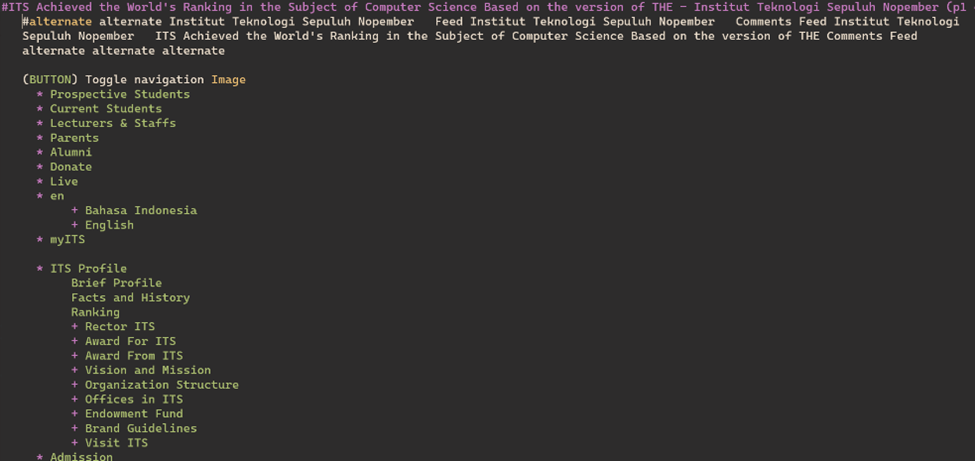 #ITS Achieved the World's Ranking in the Subject of Computer Science Based on the version of THE - Institut Teknologi Sepuluh Nopember (p1
#alternate alternate Institut Teknologi Sepuluh Nopember   Feed Institut Teknologi Sepuluh Nopember   Comments Feed Institut Teknologi
Sepuluh Nopember   ITS Achieved the World's Ranking in the Subject of Computer Science Based on the version of THE Comments Feed
alternate alternate alternate
(BUTTON) Toggle navigation Image
* Prospective Students
* Current Students
* Lecturers & Staffs
* Parents
* Alumni
* Donate
* Live
* en
+ Bahasa Indonesia
+ English
* myITS
* ITS Profile
Brief Profile
Facts and History
Ranking
+ Rector ITS
+ Award For ITS
+ Award From ITS
+ Vision and Mission
+ Organization Structure
+ Offices in ITS
+ Endowment Fund
+ Brand Guidelines
+ Visit ITS
* Admission